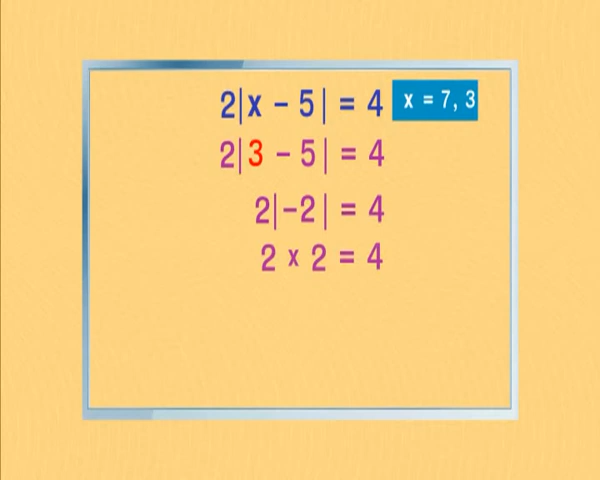 2|x - 5| = 4 x = 7, 3
2|3 - 5| = 4
2|-2| = 4
2 x 2 = 4